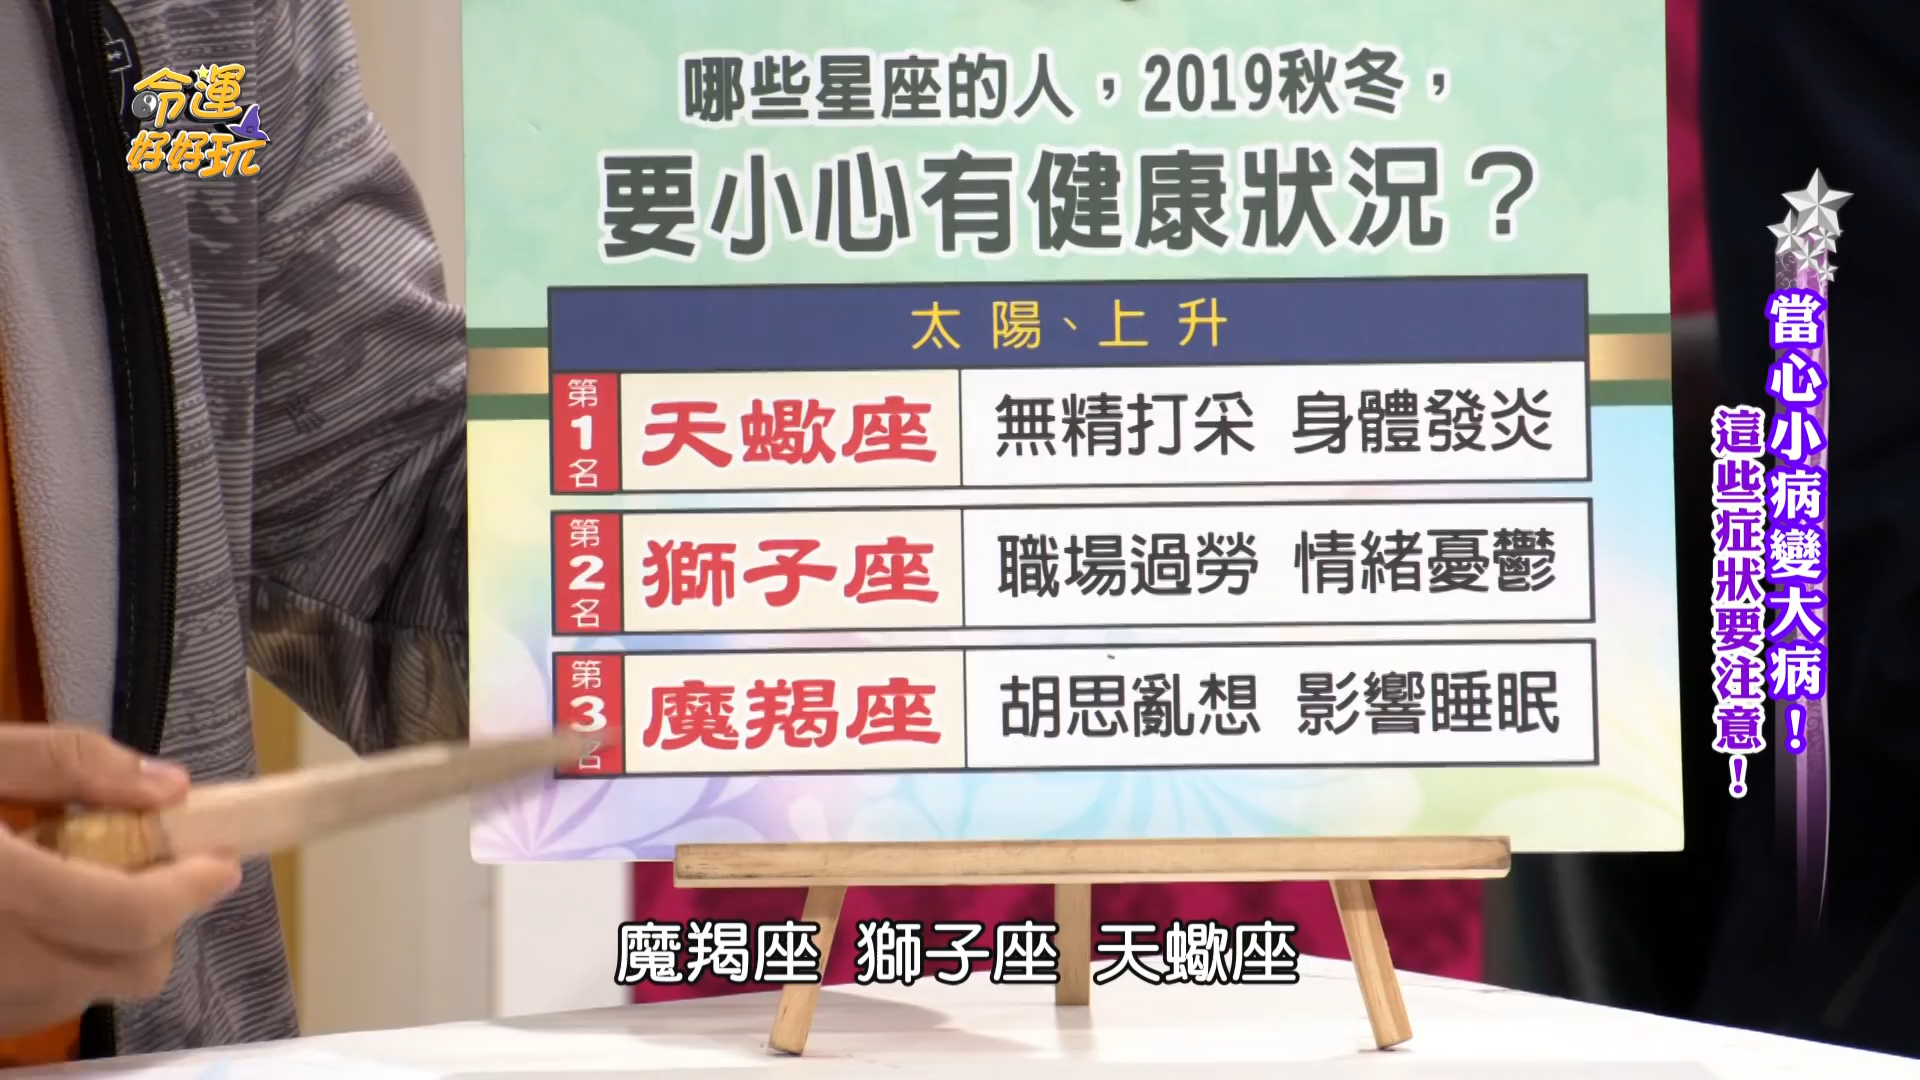 命運
好好玩
哪些星座的人，2019秋冬，
要小心有健康狀況？
太陽、上升
第1名 天蠍座 無精打采 身體發炎
第2名 獅子座 職場過勞 情緒憂鬱
第3名 魔羯座 胡思亂想 影響睡眠
當心小病變大病！
這些症狀要注意！
魔羯座 獅子座 天蠍座